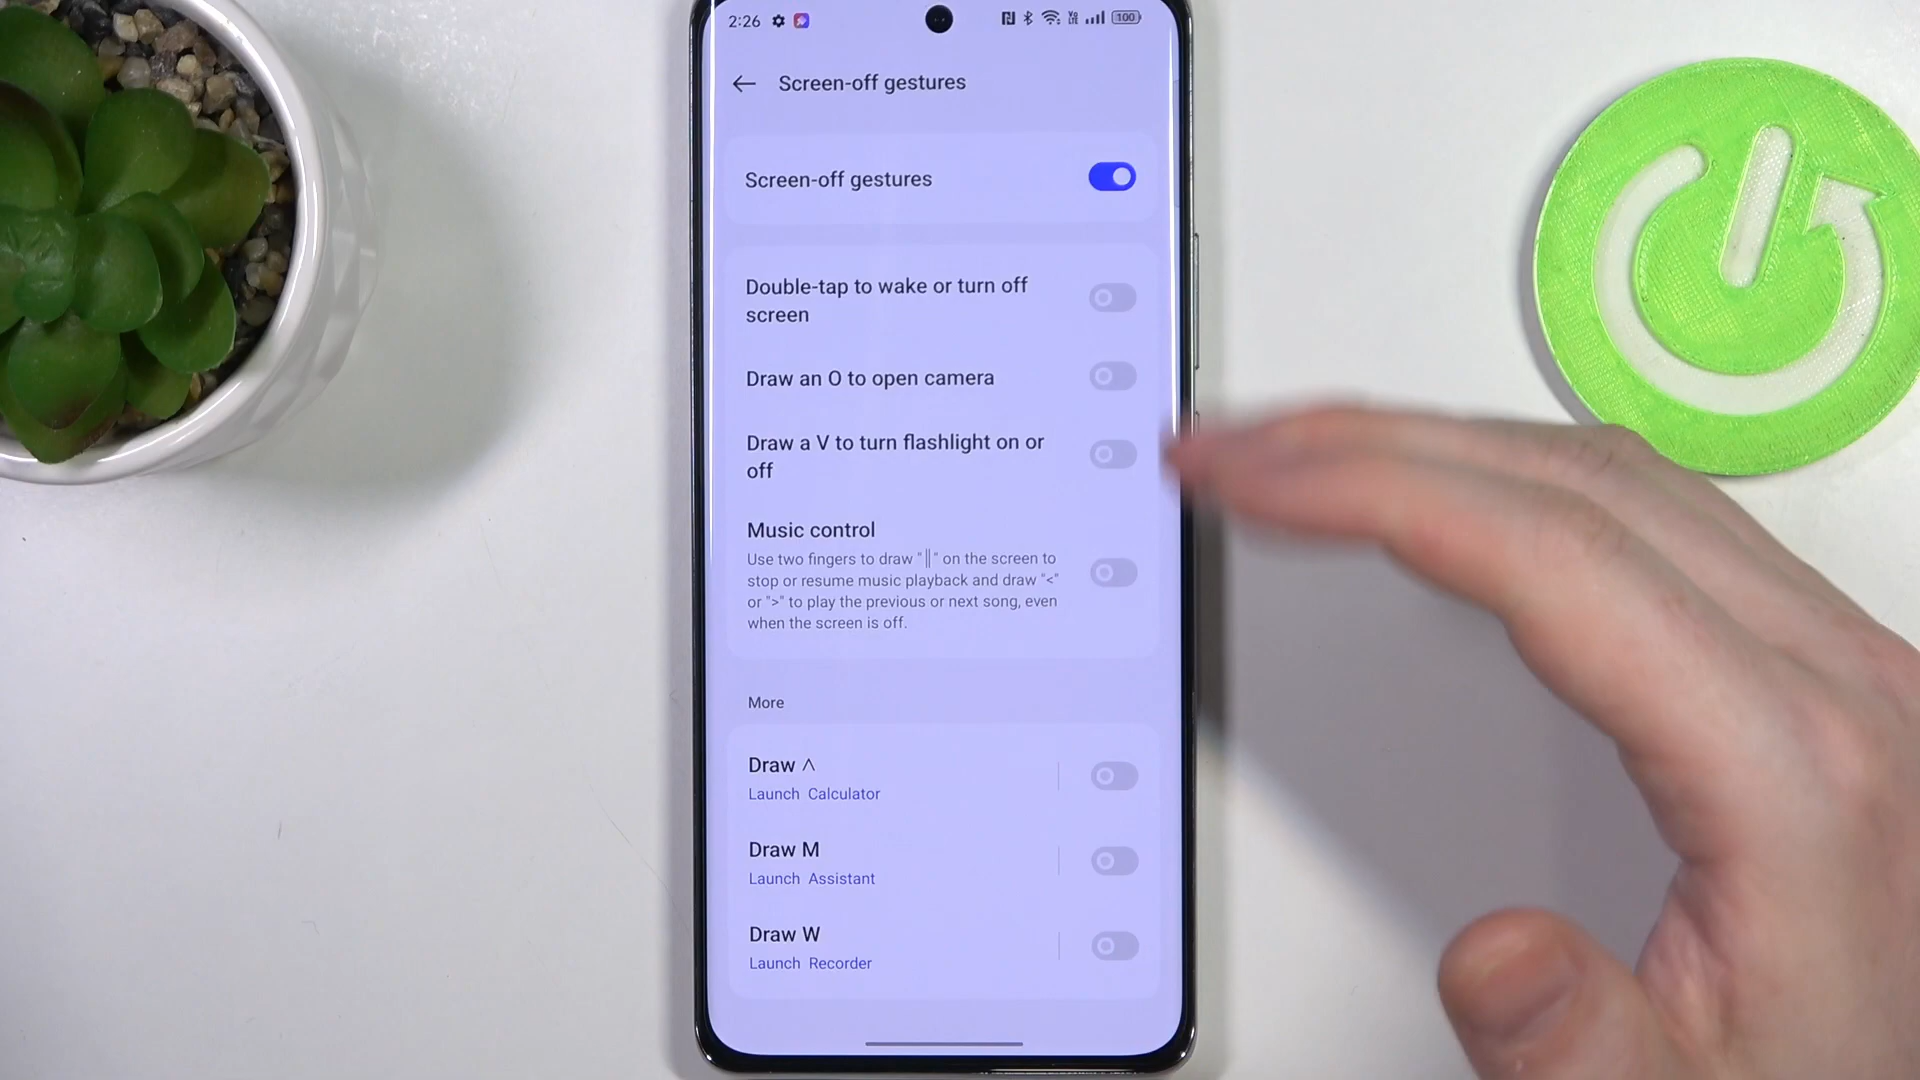 2:26
100
Screen-off gestures
Screen-off gestures
Double-tap to wake or turn off
screen
Draw an O to open camera
Draw a V to turn flashlight on or
off
Music control
Use two fingers to draw "||" on the screen to
stop or resume music playback and draw "<"
or ">" to play the previous or next song, even
when the screen is off.
More
Draw ^
Launch Calculator
Draw M
Launch Assistant
Draw W
Launch Recorder